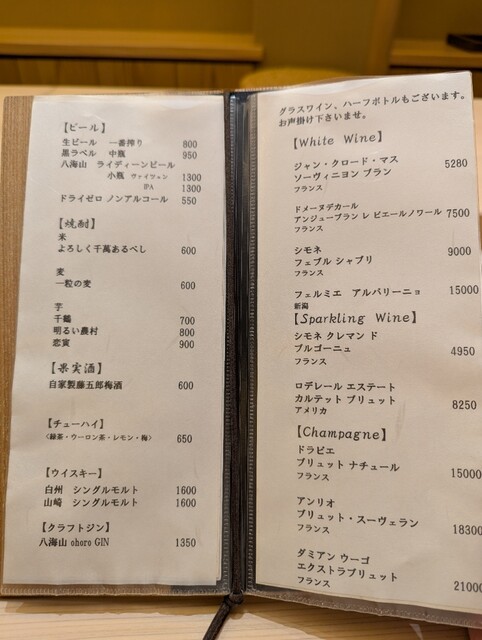 【ビール】
生ビール 一番搾り 800
黒ラベル 中瓶 950
八海山 ライディーンビール
小瓶 ヴァイツェン 1300
IPA 1300
ドライゼロ ノンアルコール 550
【焼酎】
米
よろしく千萬あるべし 600
麦
一粒の麦 600
芋
千鶴 700
明るい農村 800
恋寅 900
【果実酒】
自家製藤五郎梅酒 600
【チューハイ】
〈緑茶・ウーロン茶・レモン・梅〉 650
【ウイスキー】
白州 シングルモルト 1600
山崎 シングルモルト 1600
【クラフトジン】
八海山 ohoro GIN 1350
グラスワイン、ハーフボトルもございます。
お声掛け下さいませ。
【White Wine】
ジャン・クロード・マス
ソーヴィニヨン ブラン 5280
フランス
ドメーヌデカール
アンジューブラン レ ピエールノワール 7500
フランス
シモネ
フェブル シャブリ 9000
フランス
フェルミエ アルバリーニョ 15000
新潟
【Sparkling Wine】
シモネ クレマン ド
ブルゴーニュ 4950
フランス
ロデレール エステート
カルテット ブリュット 8250
アメリカ
【Champagne】
ドラピエ
ブリュット ナチュール 15000
フランス
アンリオ
ブリュット・スーヴェラン 18300
フランス
ダミアン ウーゴ
エクストラブリュット 21000
フランス